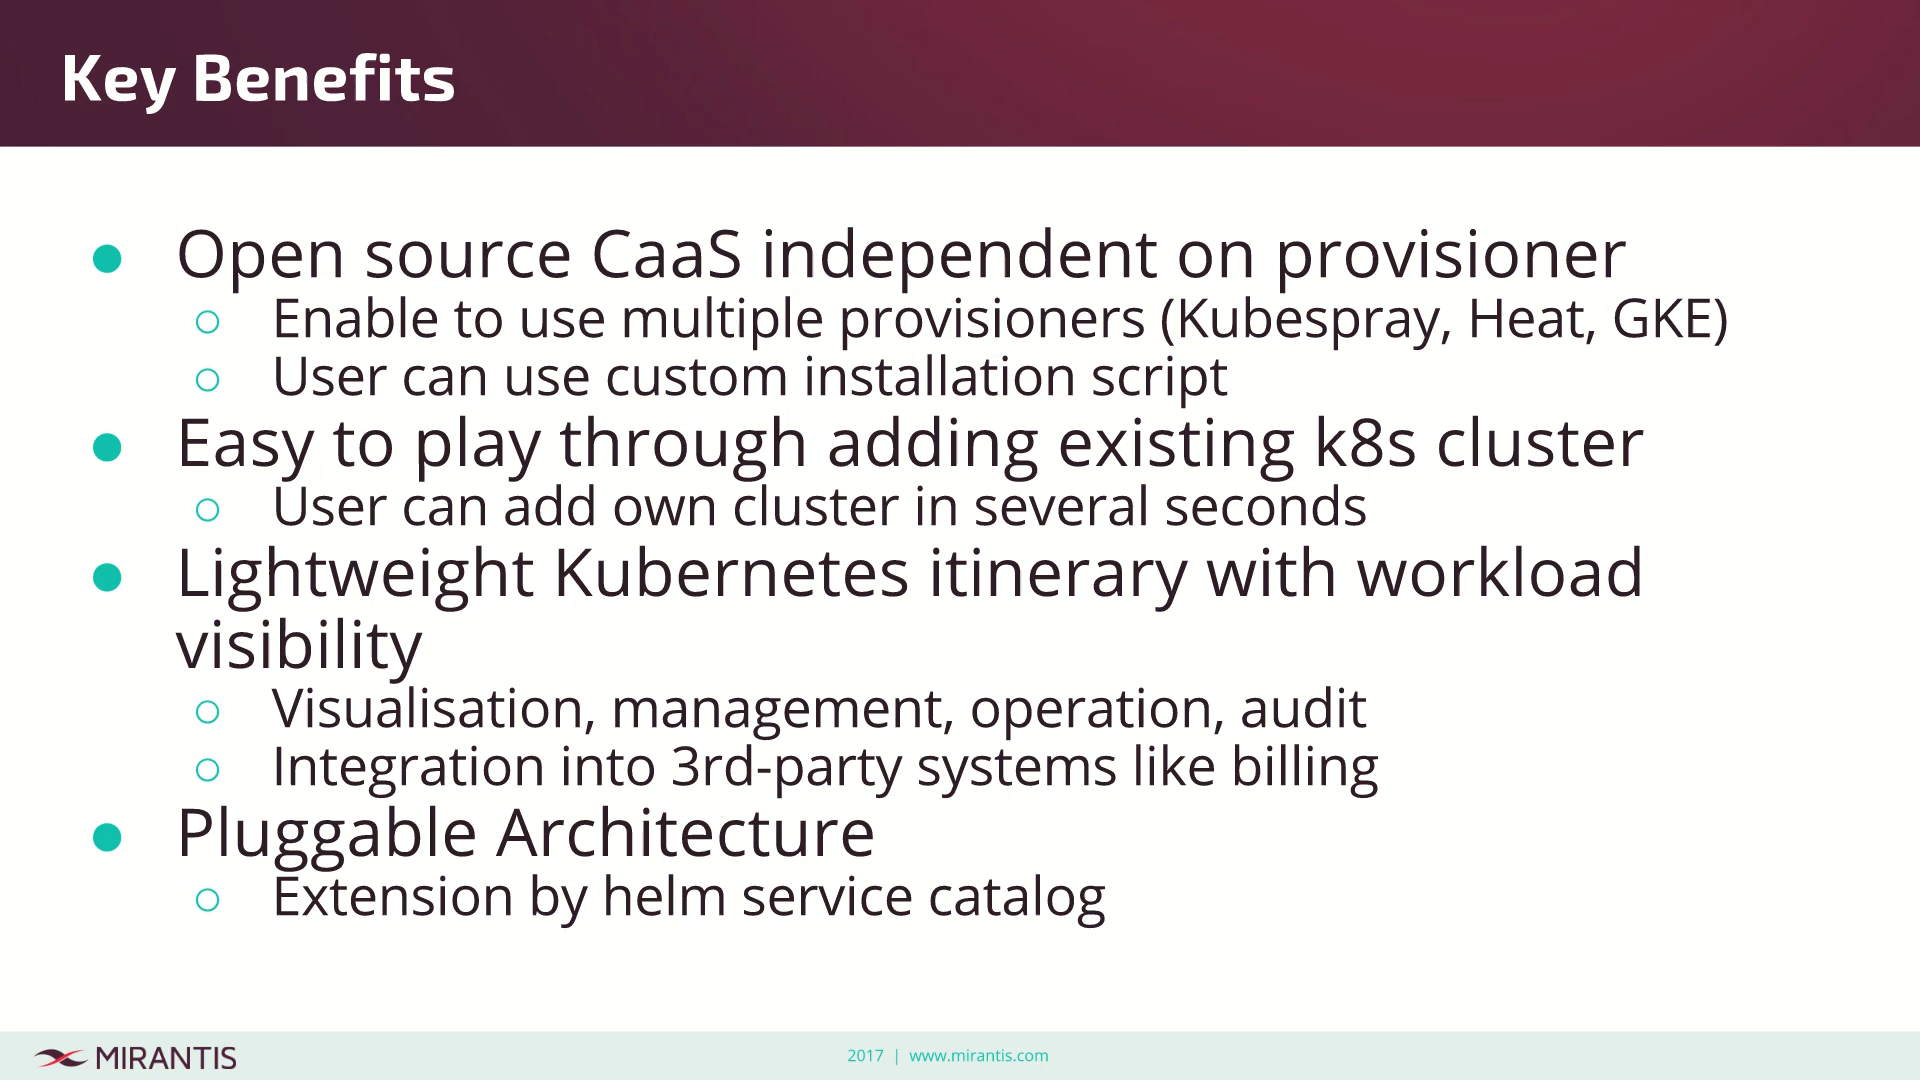 Key Benefits
● Open source CaaS independent on provisioner
○ Enable to use multiple provisioners (Kubespray, Heat, GKE)
○ User can use custom installation script
● Easy to play through adding existing k8s cluster
○ User can add own cluster in several seconds
● Lightweight Kubernetes itinerary with workload
visibility
○ Visualisation, management, operation, audit
○ Integration into 3rd-party systems like billing
● Pluggable Architecture
○ Extension by helm service catalog
MIRANTIS
2017 | www.mirantis.com